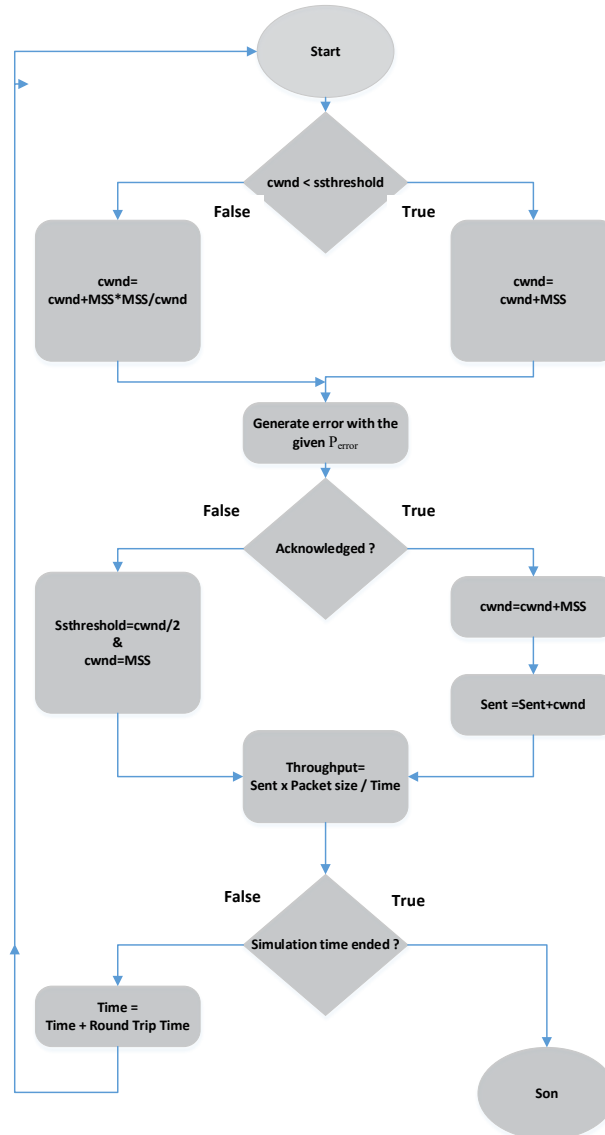 Start
cwnd < ssthreshold
False
True
cwnd=
cwnd+MSS*MSS/cwnd
cwnd=
cwnd+MSS
Generate error with the
given P_error
False
True
Acknowledged ?
Ssthreshold=cwnd/2
&
cwnd=MSS
cwnd=cwnd+MSS
Sent =Sent+cwnd
Throughput=
Sent x Packet size / Time
False
True
Simulation time ended ?
Time =
Time + Round Trip Time
Son